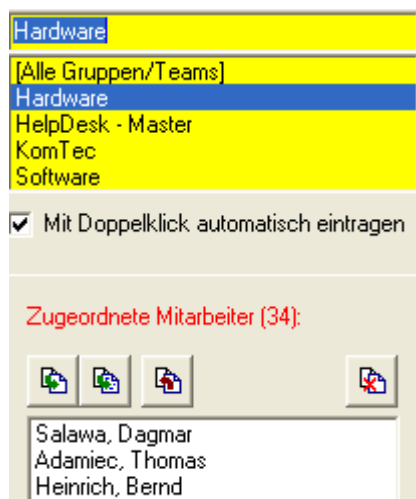 Hardware
[Alle Gruppen/Teams]
Hardware
HelpDesk - Master
KomTec
Software
Mit Doppelklick automatisch eintragen
Zugeordnete Mitarbeiter (34):
Salawa, Dagmar
Adamiec, Thomas
Heinrich, Bernd